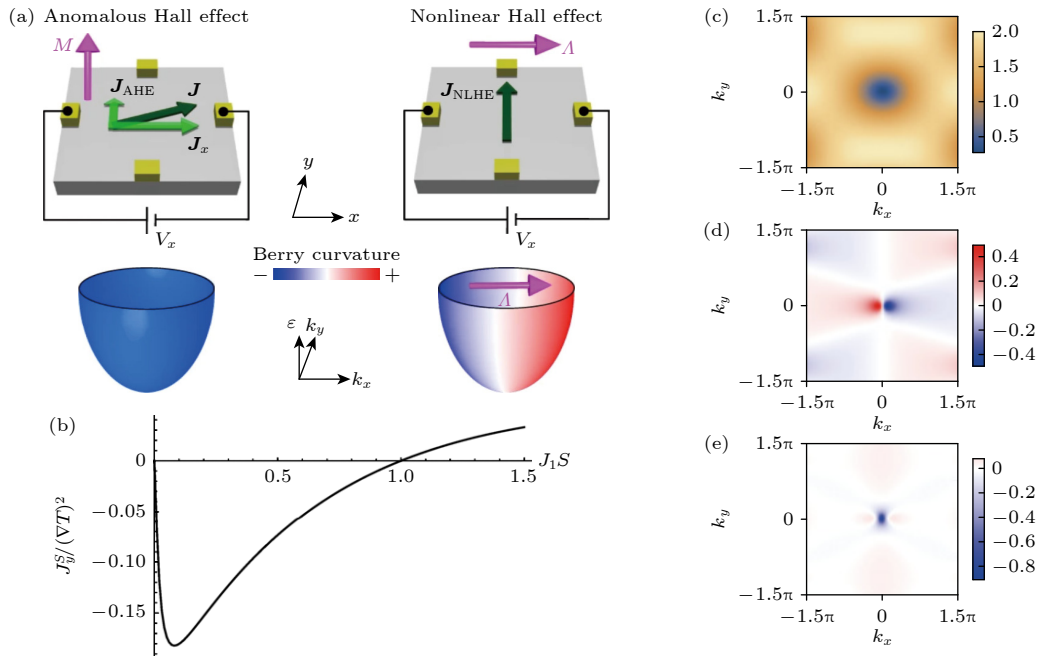 (a) Anomalous Hall effect
M
J_AHE
J
J_x
V_x
y
x
Nonlinear Hall effect
Λ
J_NLHE
V_x
Berry curvature
− +
Λ
ε
k_y
k_x
(b)
J_y^S/(∇T)^2
0
−0.05
−0.10
−0.15
0.5
1.0
1.5
J_1S
(c)
1.5π
0
−1.5π
k_y
−1.5π 0 1.5π
k_x
2.0
1.5
1.0
0.5
(d)
1.5π
0
−1.5π
k_y
−1.5π 0 1.5π
k_x
0.4
0.2
0
−0.2
−0.4
(e)
1.5π
0
−1.5π
k_y
−1.5π 0 1.5π
k_x
0
−0.2
−0.4
−0.6
−0.8